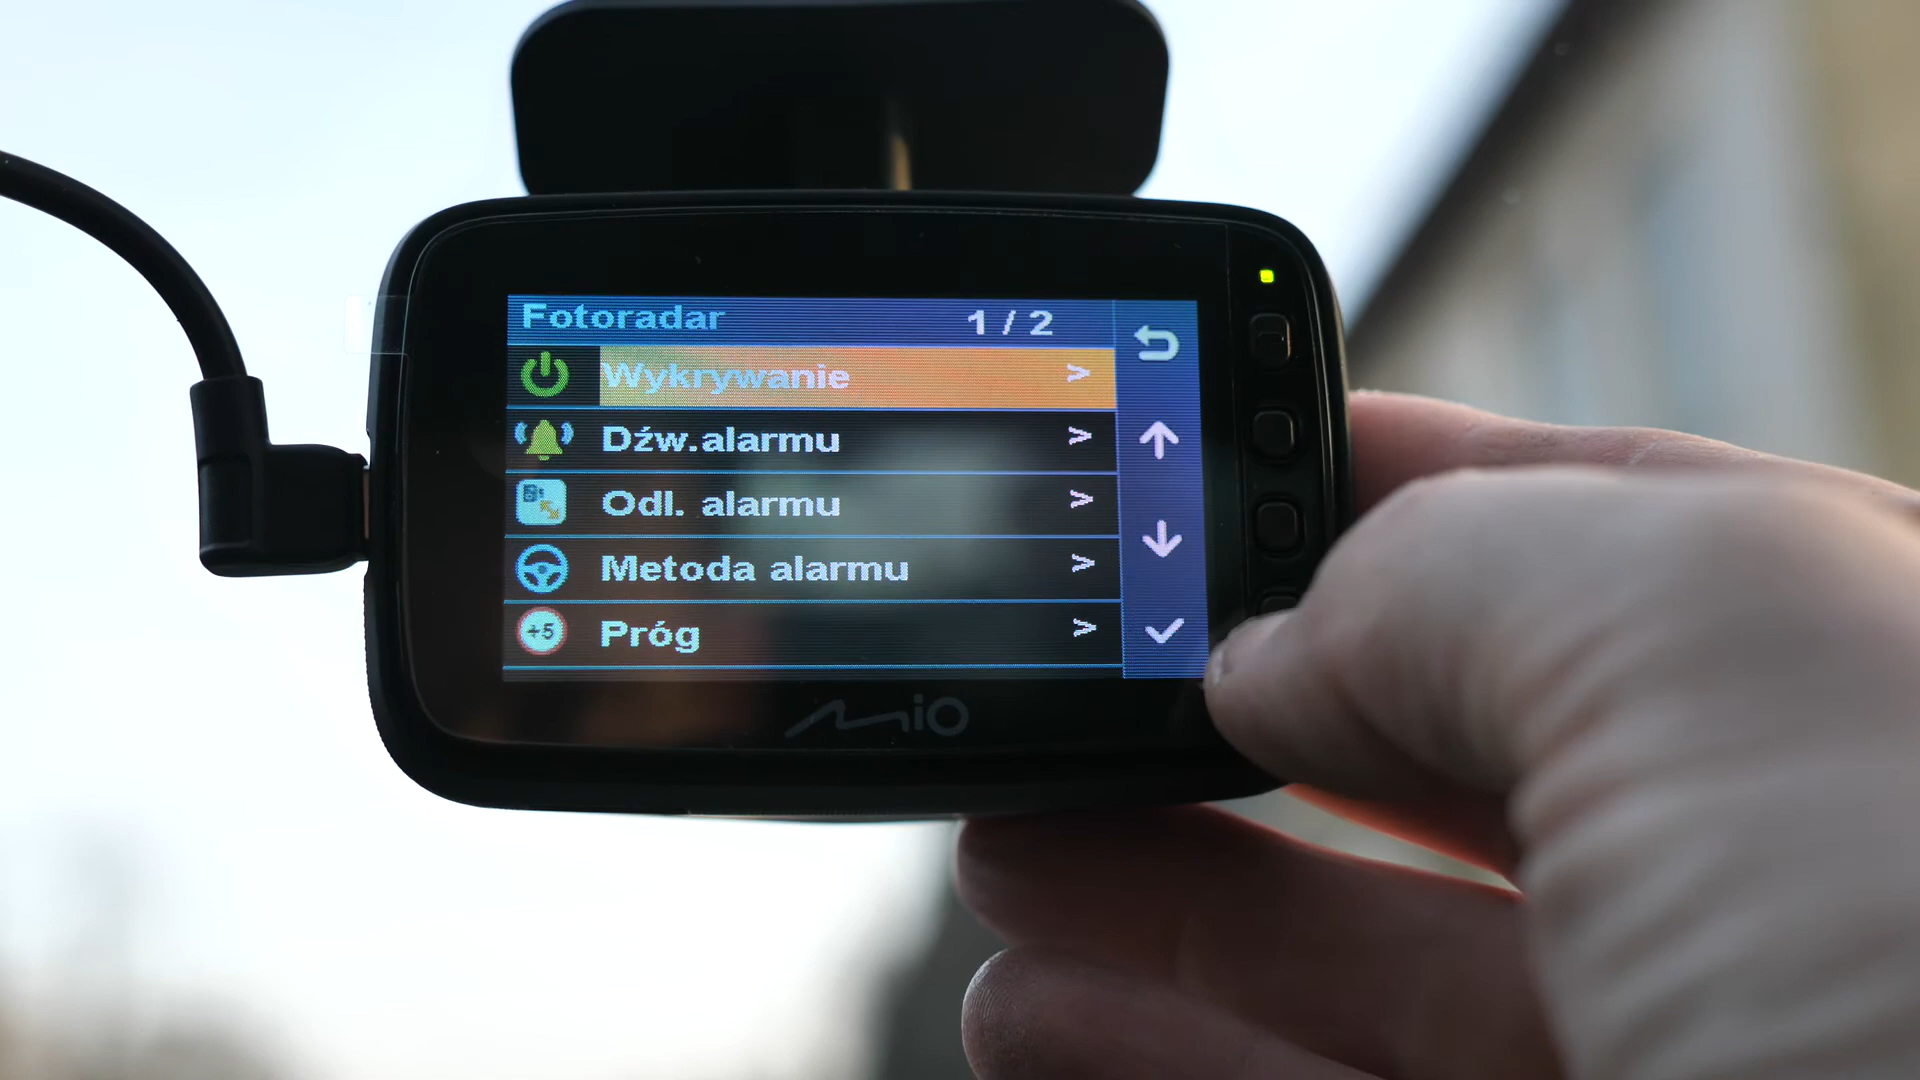 Fotoradar 1 / 2
Wykrywanie >
Dźw.alarmu >
Odl. alarmu >
Metoda alarmu >
+5 Próg >
Mio